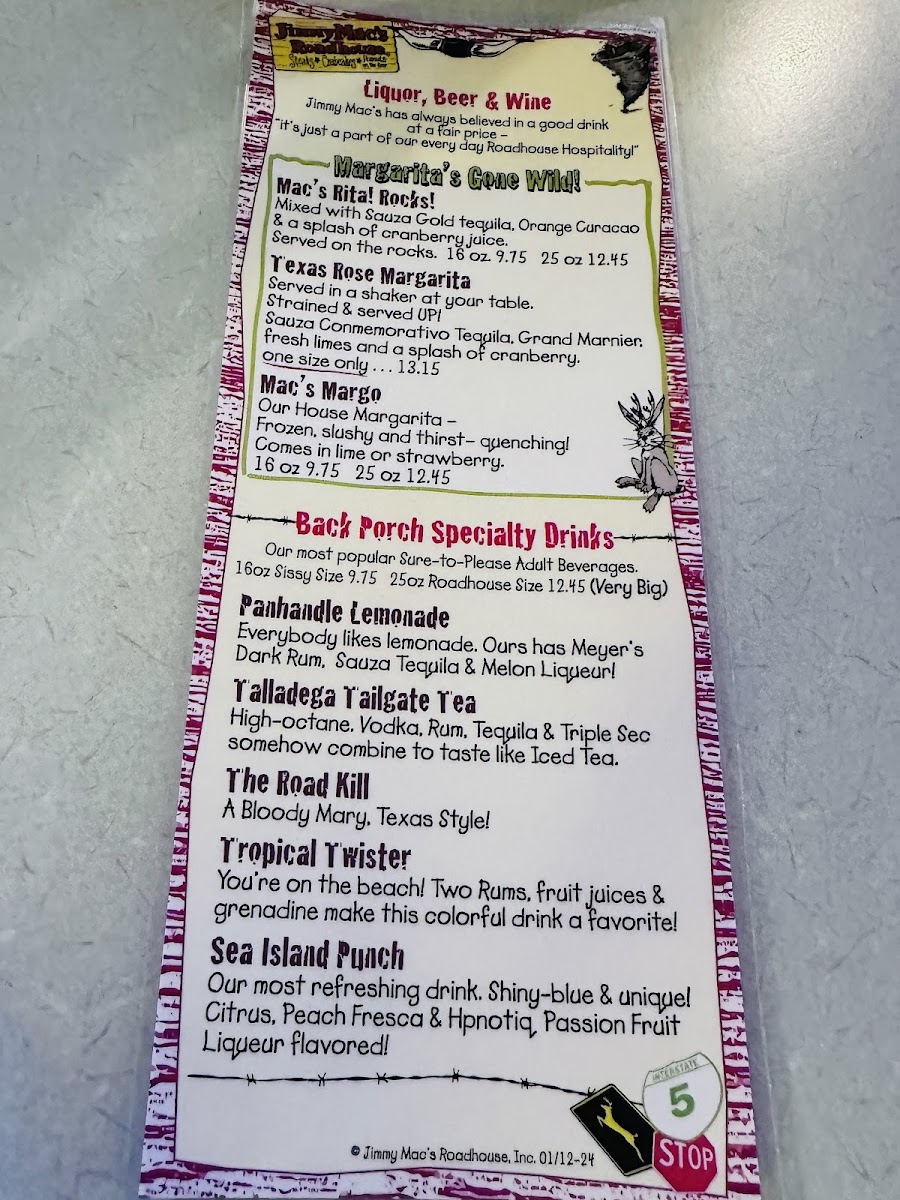 Jimmy Mac's
Roadhouse
Liquor, Beer & Wine
Jimmy Mac's has always believed in a good drink
at a fair price –
"it's just a part of our every day Roadhouse Hospitality!"
Margarita's Gone Wild!
Mac's Rita! Rocks!
Mixed with Sauza Gold tequila, Orange Curacao
& a splash of cranberry juice.
Served on the rocks. 16 oz 9.75 25 oz 12.45
Texas Rose Margarita
Served in a shaker at your table.
Strained & served UP!
Sauza Conmemorativo Tequila, Grand Marnier,
fresh limes and a splash of cranberry.
one size only . . . 13.15
Mac's Margo
Our House Margarita –
Frozen, slushy and thirst– quenching!
Comes in lime or strawberry.
16 oz 9.75 25 oz 12.45
Back Porch Specialty Drinks
Our most popular Sure-to-Please Adult Beverages.
16oz Sissy Size 9.75 25oz Roadhouse Size 12.45 (Very Big)
Panhandle Lemonade
Everybody likes lemonade. Ours has Meyer's
Dark Rum, Sauza Tequila & Melon Liqueur!
Talladega Tailgate Tea
High-octane. Vodka, Rum, Tequila & Triple Sec
somehow combine to taste like Iced Tea.
The Road Kill
A Bloody Mary, Texas Style!
Tropical Twister
You're on the beach! Two Rums, fruit juices &
grenadine make this colorful drink a favorite!
Sea Island Punch
Our most refreshing drink. Shiny-blue & unique!
Citrus, Peach Fresca & Hpnotiq, Passion Fruit
Liqueur flavored!
INTERSTATE
5
STOP
© Jimmy Mac's Roadhouse, Inc. 01/12-24